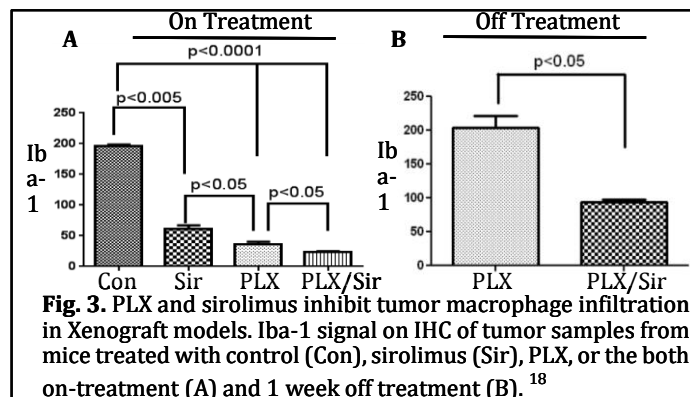 On Treatment
A
p<0.0001
p<0.005
p<0.05
p<0.05
250
200
150
100
50
0
Ib
a-
1
Con Sir PLX PLX/Sir
Off Treatment
B
p<0.05
250
200
150
100
50
0
Ib
a-
1
PLX PLX/Sir
Fig. 3. PLX and sirolimus inhibit tumor macrophage infiltration
in Xenograft models. Iba-1 signal on IHC of tumor samples from
mice treated with control (Con), sirolimus (Sir), PLX, or the both
on-treatment (A) and 1 week off treatment (B). 18